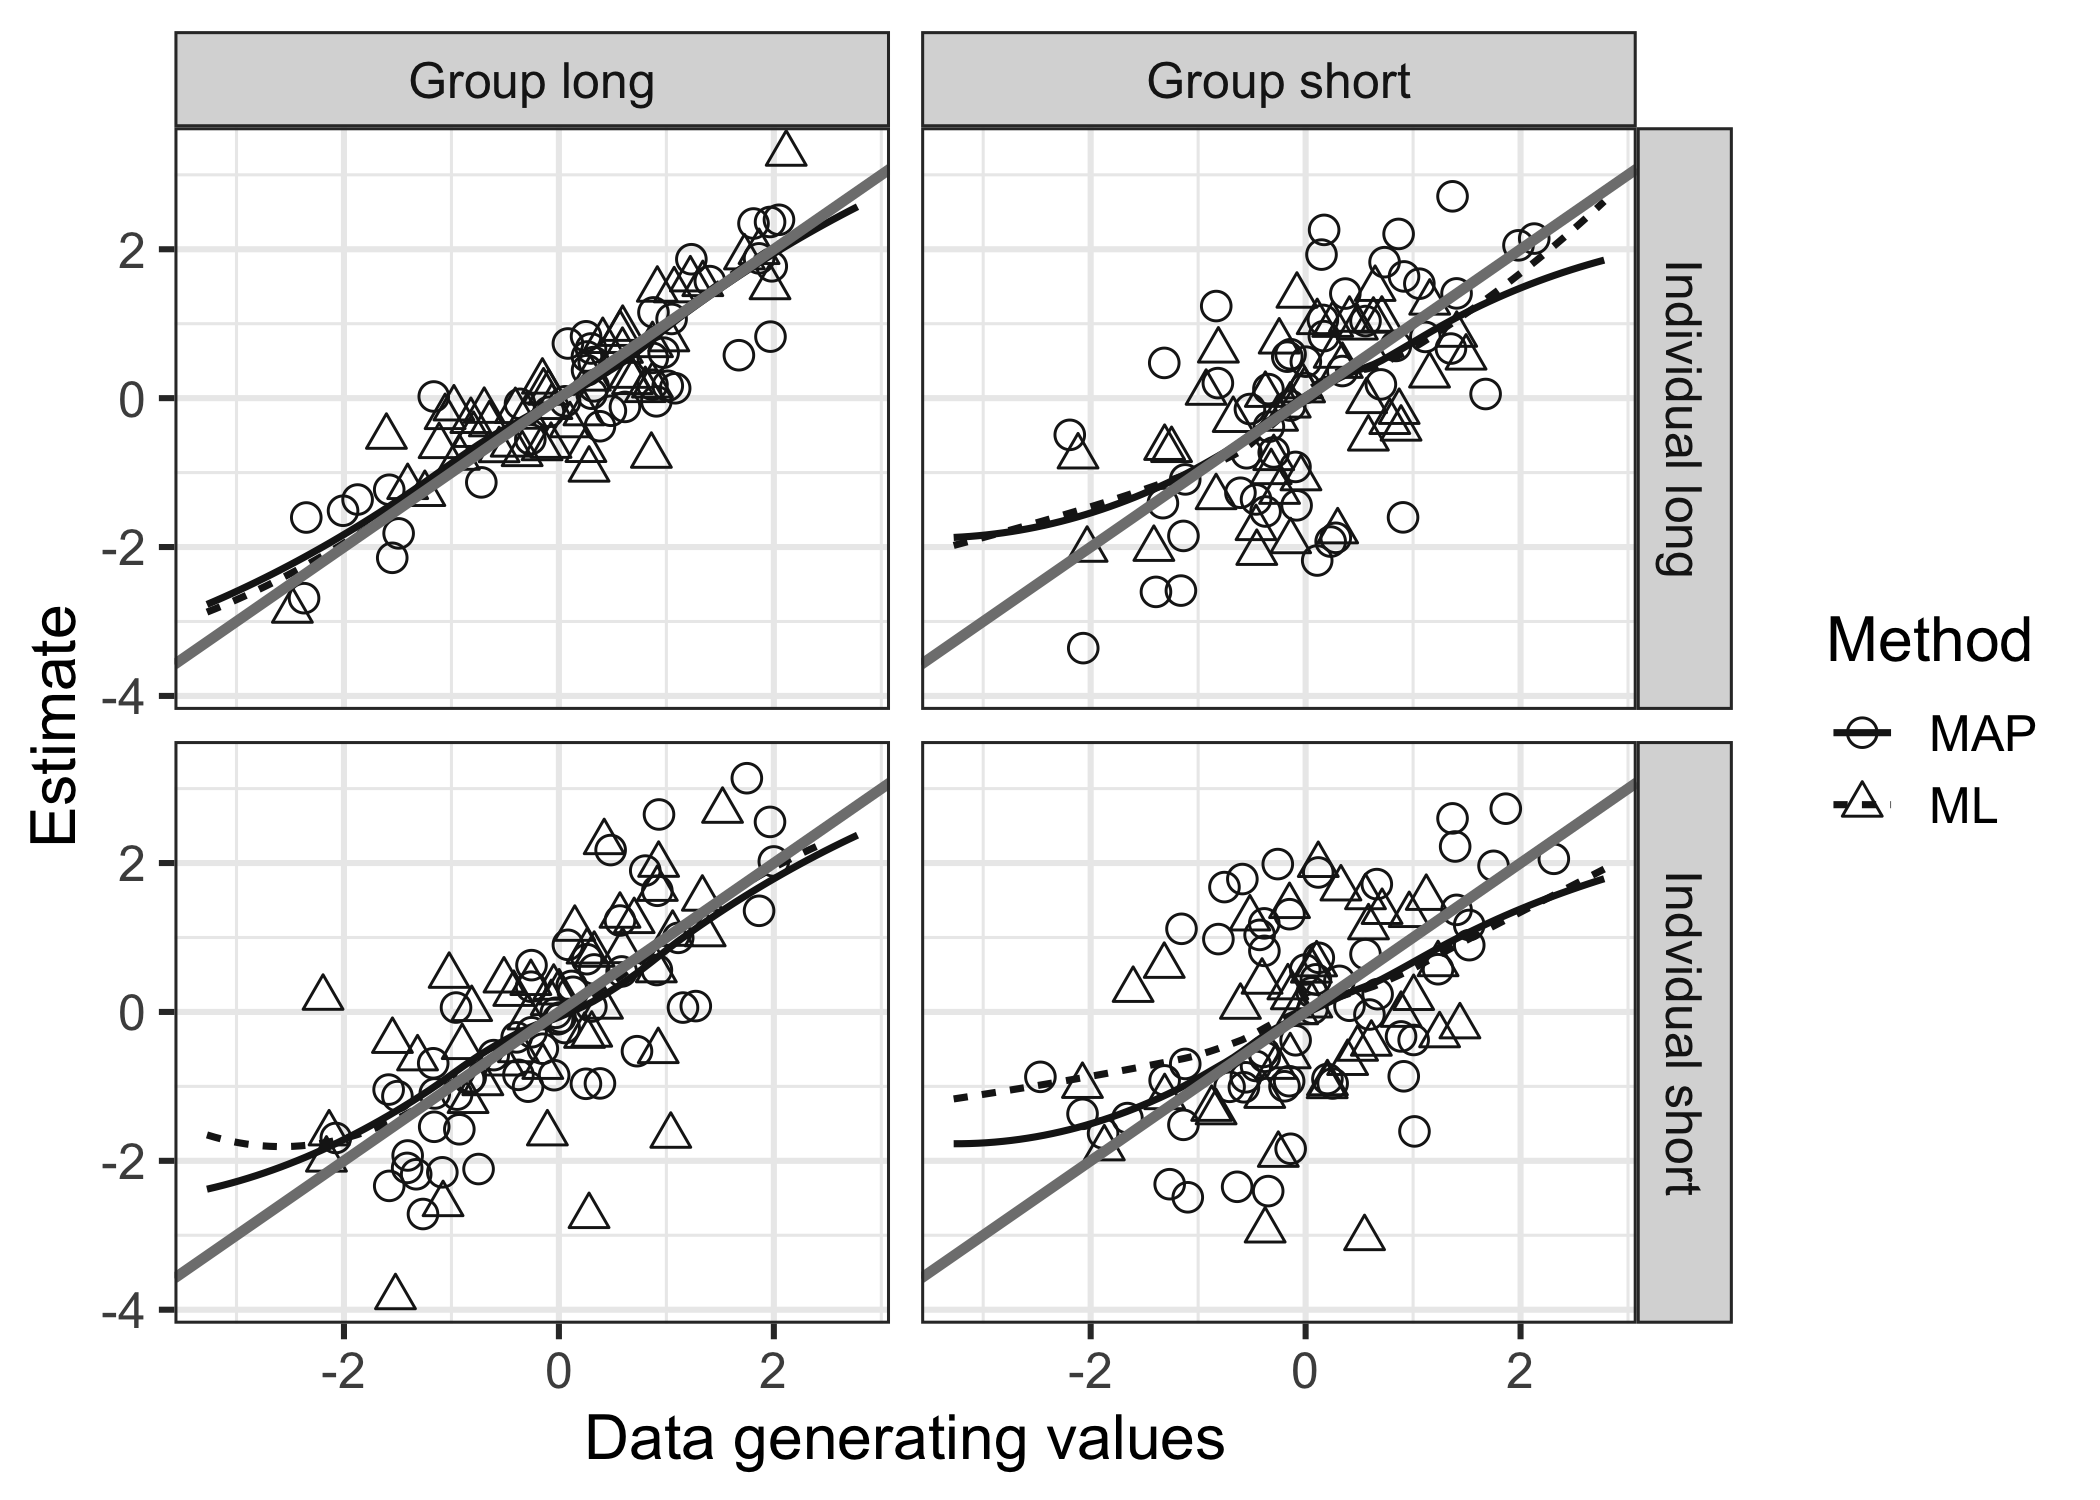 Group long
Group short
2
0
-2
-4
Individual long
Estimate
2
0
-2
-4
Indvidual short
-2
0
2
-2
0
2
Data generating values
Method
MAP
ML